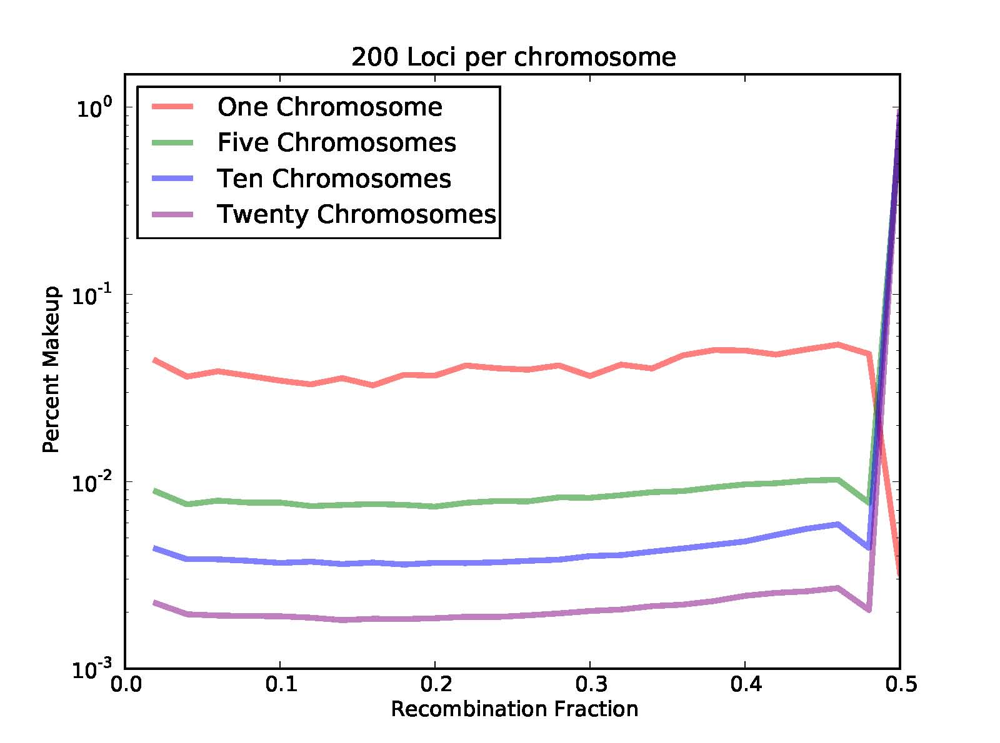 200 Loci per chromosome
One Chromosome
Five Chromosomes
Ten Chromosomes
Twenty Chromosomes
Percent Makeup
10^0
10^-1
10^-2
10^-3
0.0 0.1 0.2 0.3 0.4 0.5
Recombination Fraction